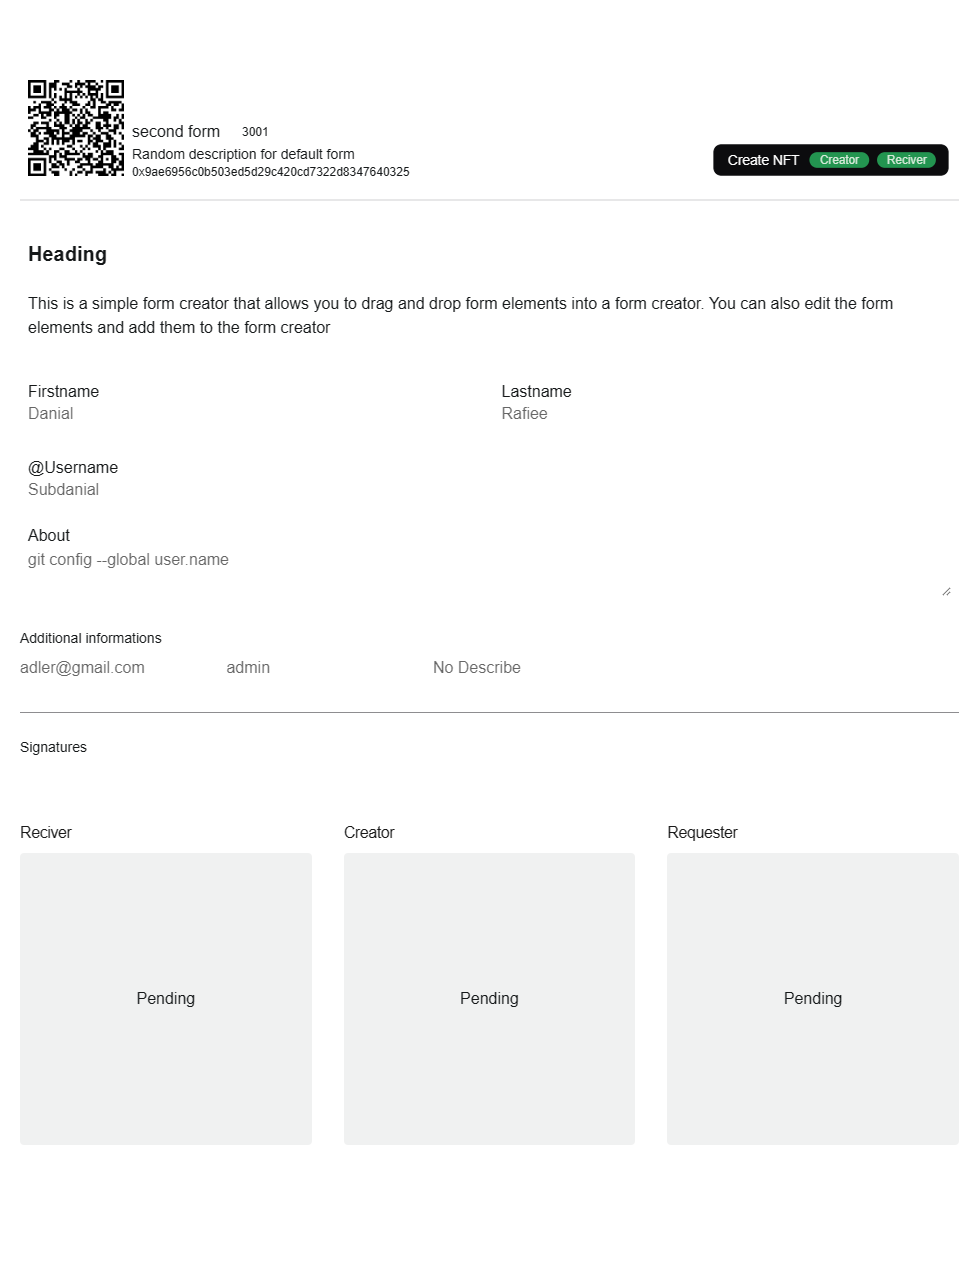 second form 3001
Random description for default form
0x9ae6956c0b503ed5d29c420cd7322d8347640325
Create NFT Creator Reciver
Heading
This is a simple form creator that allows you to drag and drop form elements into a form creator. You can also edit the form
elements and add them to the form creator
Firstname Lastname
Danial Rafiee
@Username
Subdanial
About
git config --global user.name
Additional informations
adler@gmail.com admin No Describe
Signatures
Reciver Creator Requester
Pending Pending Pending